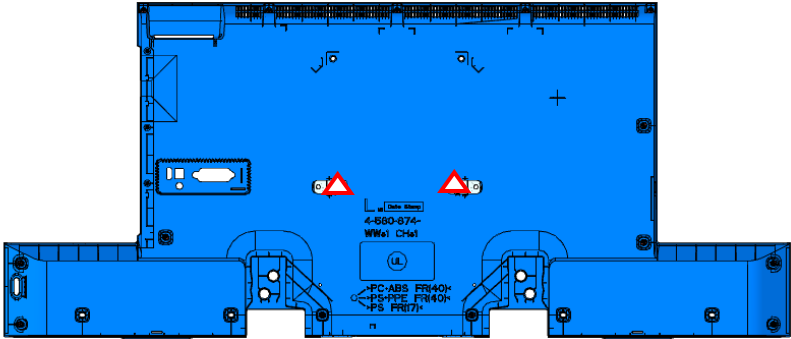 Date Stamp
4-580-874-
WW●1 CH●1
UL
>PC+ABS FR(40)<
>PS+PPE FR(40)<
>PS FR(17)<